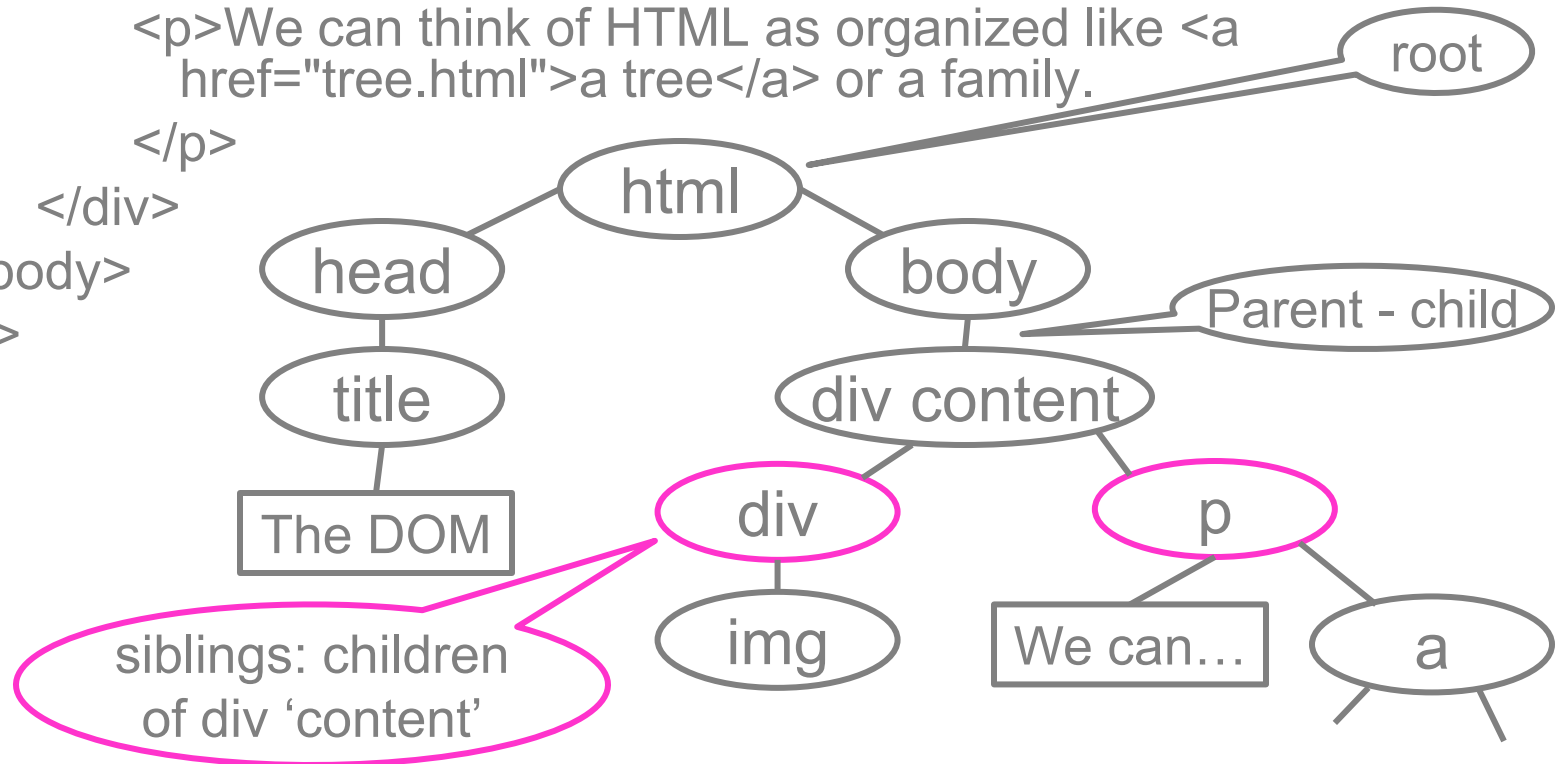 <p>We can think of HTML as organized like <a
href="tree.html">a tree</a> or a family.
</p>
</div>
body>
>
root
html
head
body
Parent - child
title
div content
The DOM
div
p
siblings: children
of div ‘content’
img
We can…
a